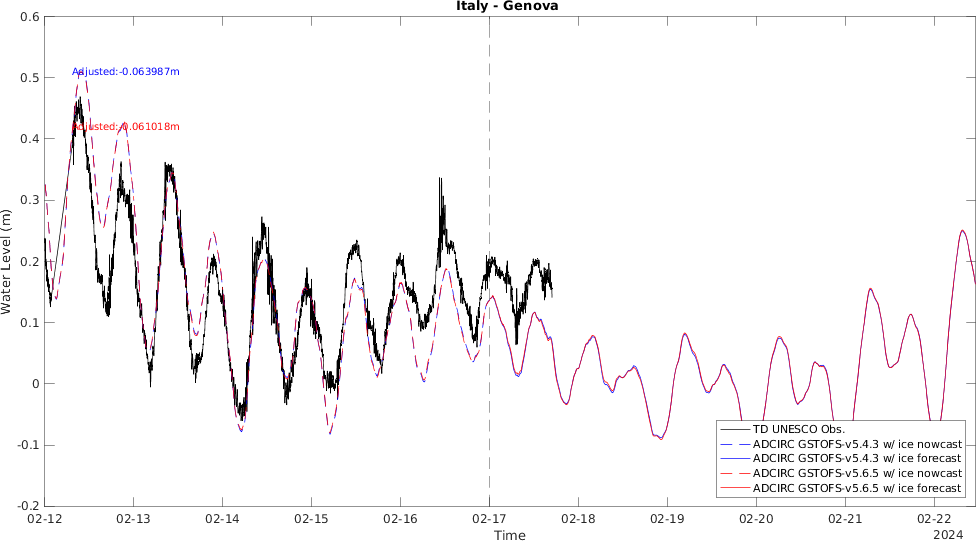 Italy - Genova
0.6
0.5
0.4
0.3
0.2
0.1
0
-0.1
-0.2
Water Level (m)
Adjusted:-0.063987m
Adjusted:-0.061018m
TD UNESCO Obs.
ADCIRC GSTOFS-v5.4.3 w/ ice nowcast
ADCIRC GSTOFS-v5.4.3 w/ ice forecast
ADCIRC GSTOFS-v5.6.5 w/ ice nowcast
ADCIRC GSTOFS-v5.6.5 w/ ice forecast
02-12 02-13 02-14 02-15 02-16 02-17 02-18 02-19 02-20 02-21 02-22
Time
2024